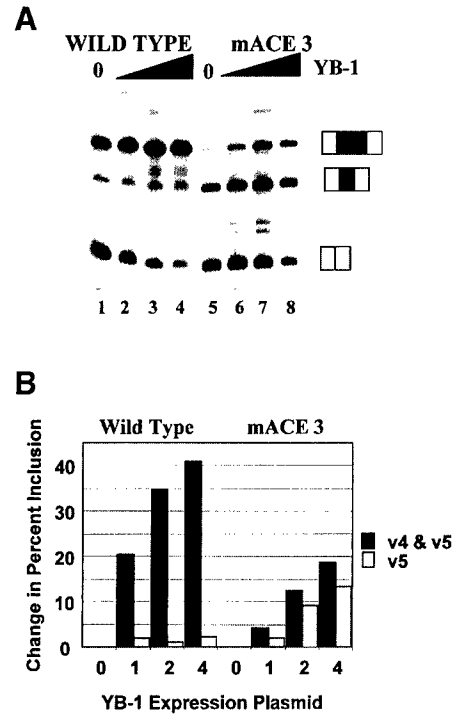 A
WILD TYPE mACE 3
0 0 YB-1
1 2 3 4 5 6 7 8
B
Wild Type mACE 3
Change in Percent Inclusion
40
30
20
10
0
v4 & v5
v5
0 1 2 4 0 1 2 4
YB-1 Expression Plasmid